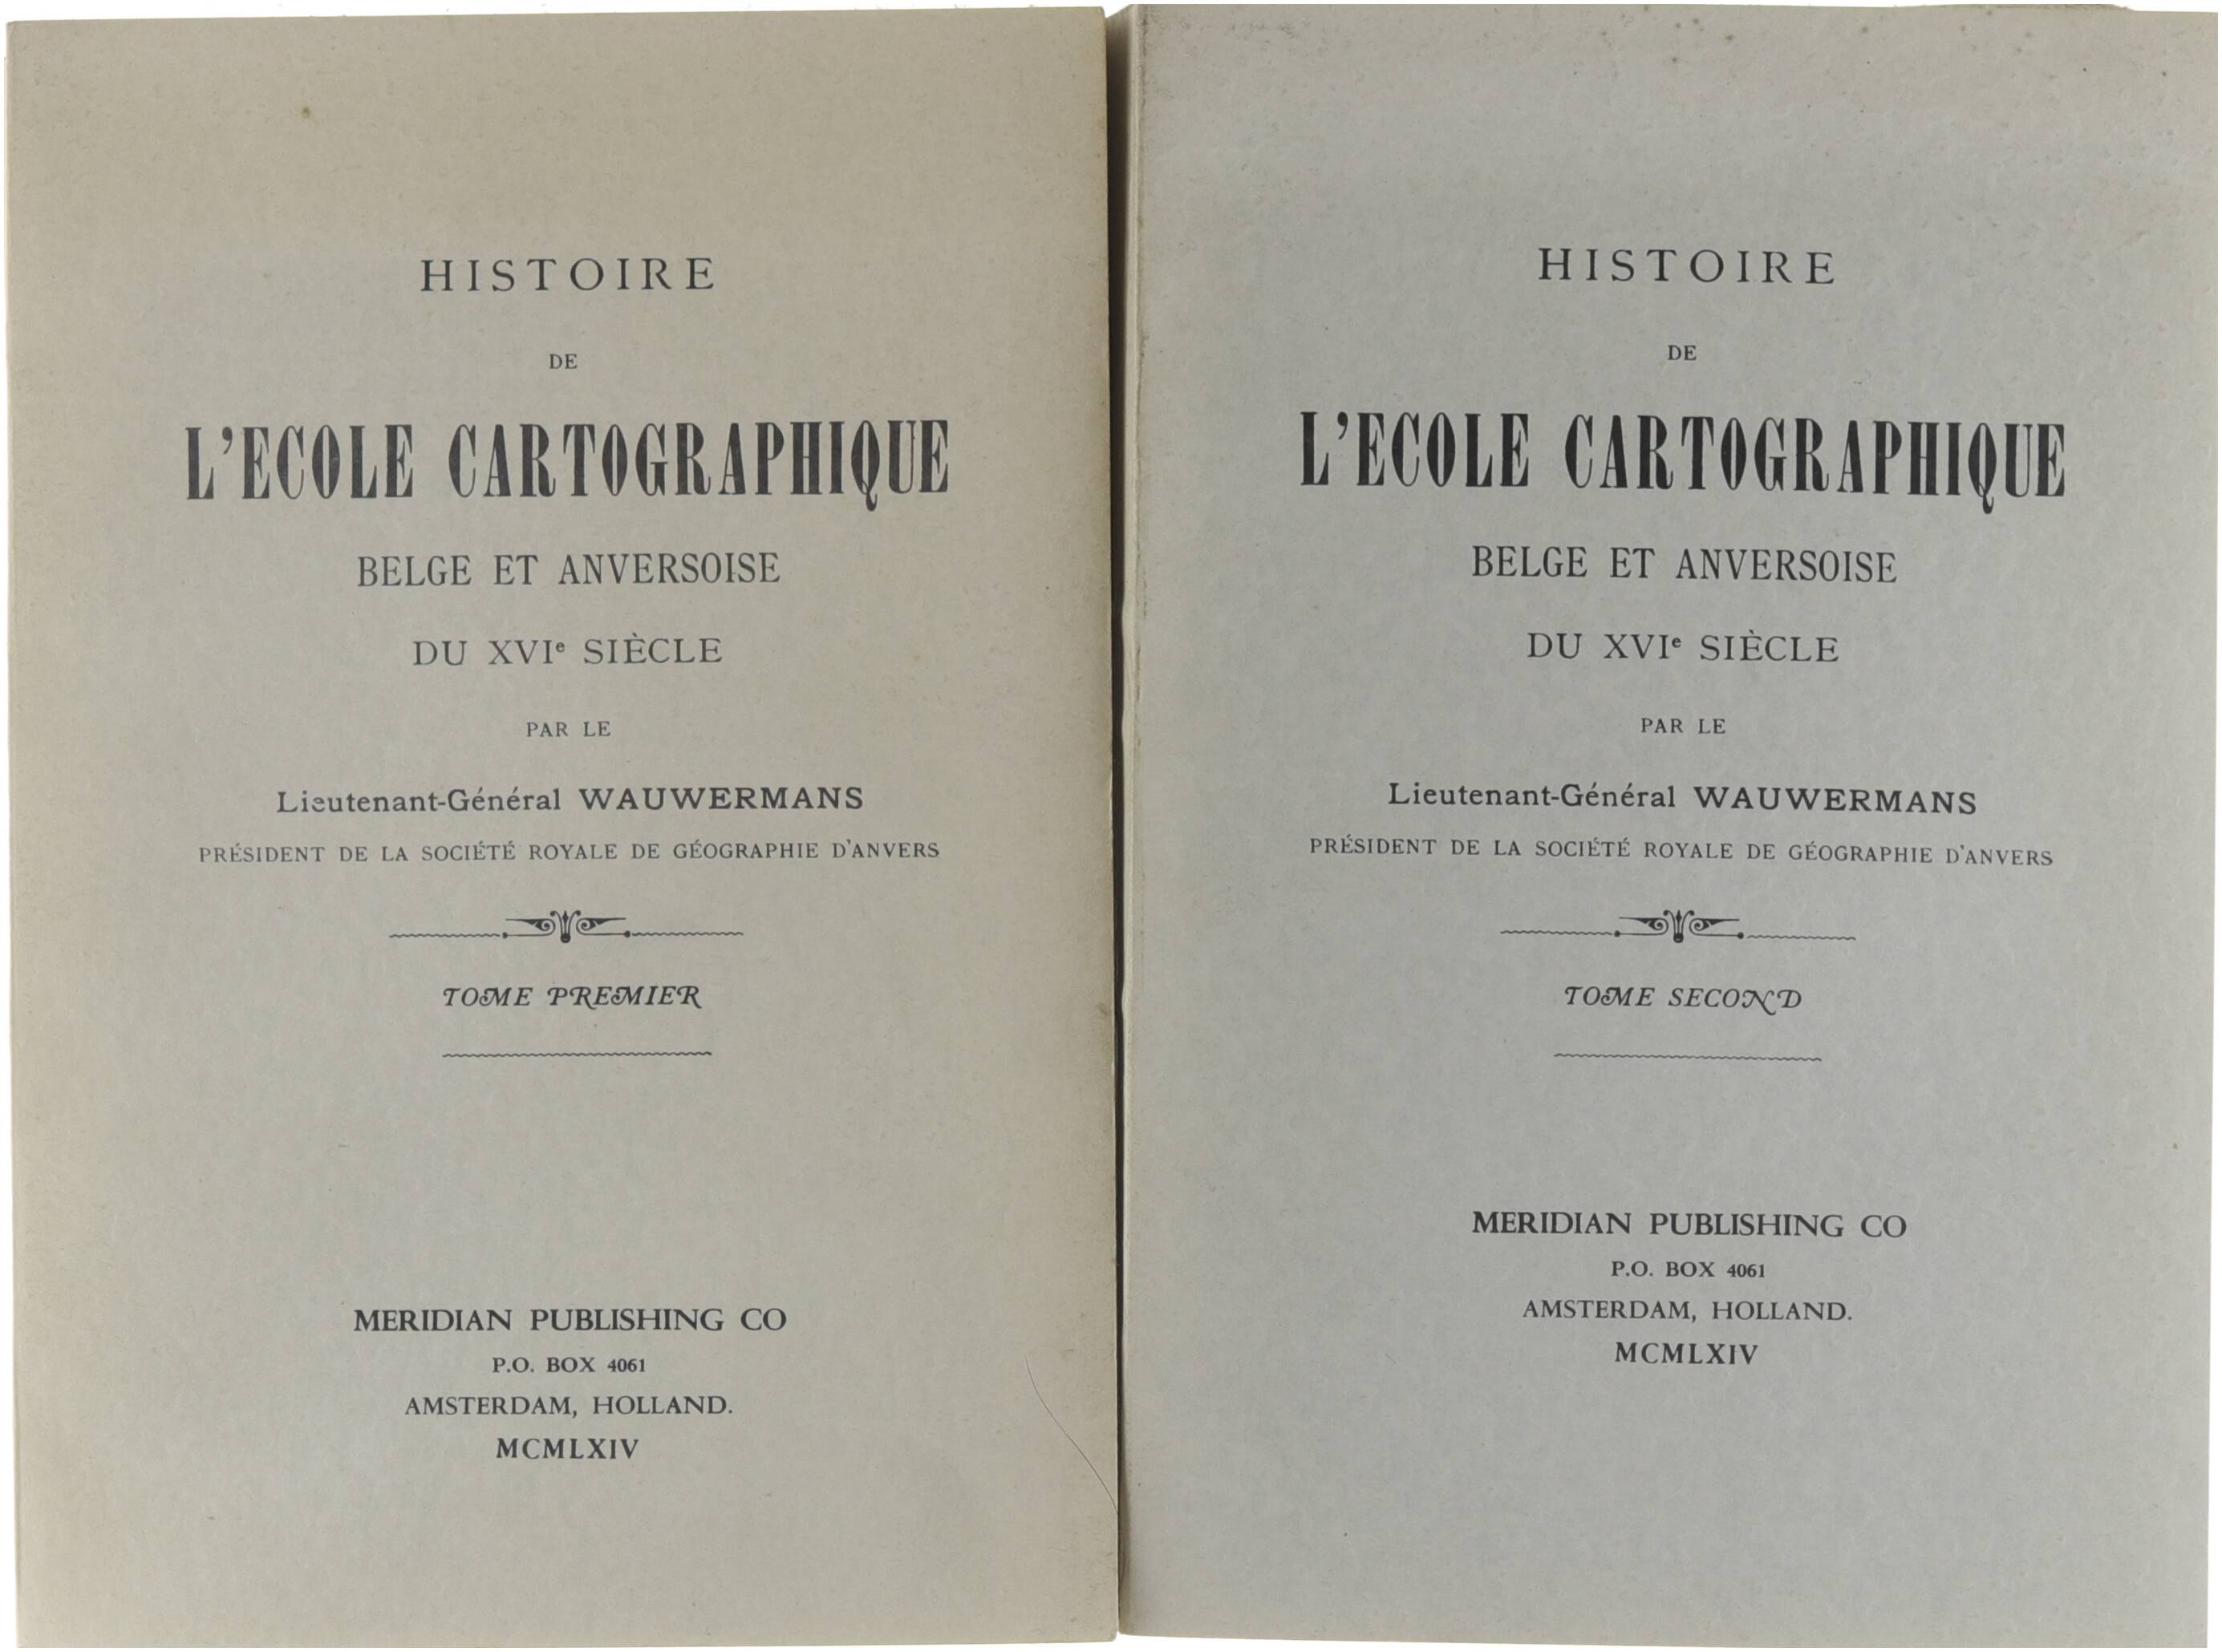 HISTOIRE
DE
L'ECOLE CARTOGRAPHIQUE
BELGE ET ANVERSOISE
DU XVIe SIÈCLE
PAR LE
Lieutenant-Général WAUWERMANS
PRÉSIDENT DE LA SOCIÉTÉ ROYALE DE GÉOGRAPHIE D'ANVERS
TOME PREMIER
MERIDIAN PUBLISHING CO
P.O. BOX 4061
AMSTERDAM, HOLLAND.
MCMLXIV
HISTOIRE
DE
L'ECOLE CARTOGRAPHIQUE
BELGE ET ANVERSOISE
DU XVIe SIÈCLE
PAR LE
Lieutenant-Général WAUWERMANS
PRÉSIDENT DE LA SOCIÉTÉ ROYALE DE GÉOGRAPHIE D'ANVERS
TOME SECOND
MERIDIAN PUBLISHING CO
P.O. BOX 4061
AMSTERDAM, HOLLAND.
MCMLXIV